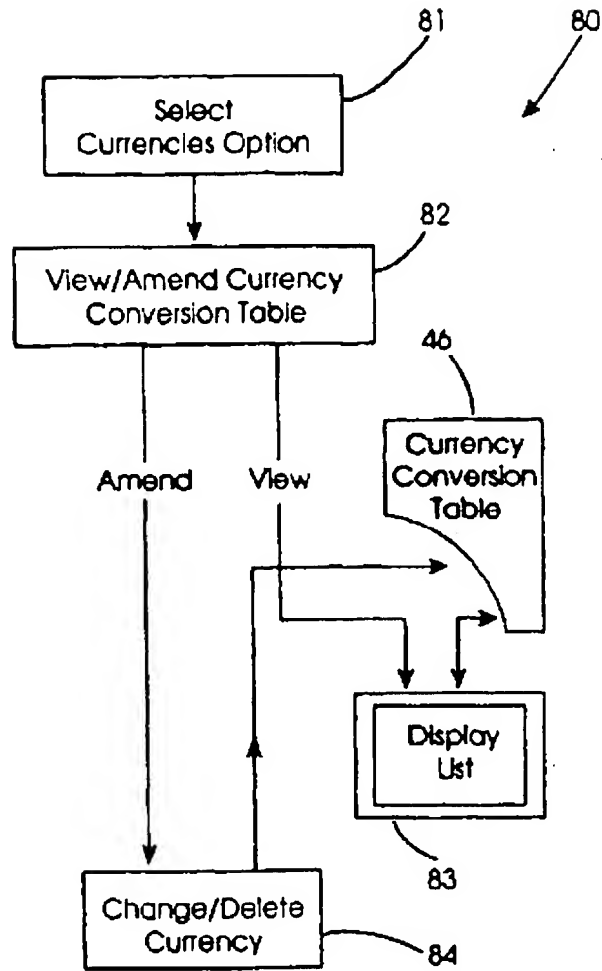 81
80
Select
Currencies Option
82
View/Amend Currency
Conversion Table
46
Currency
Conversion
Table
Amend
View
Display
List
83
Change/Delete
Currency
84